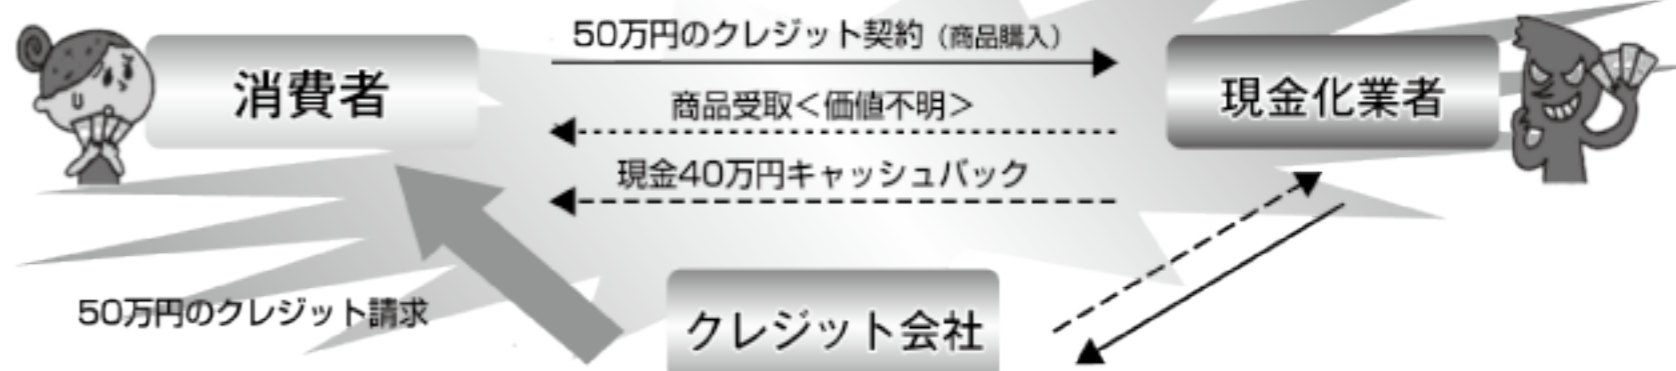 50万円のクレジット契約（商品購入）
消費者
現金化業者
商品受取＜価値不明＞
現金40万円キャッシュバック
50万円のクレジット請求
クレジット会社